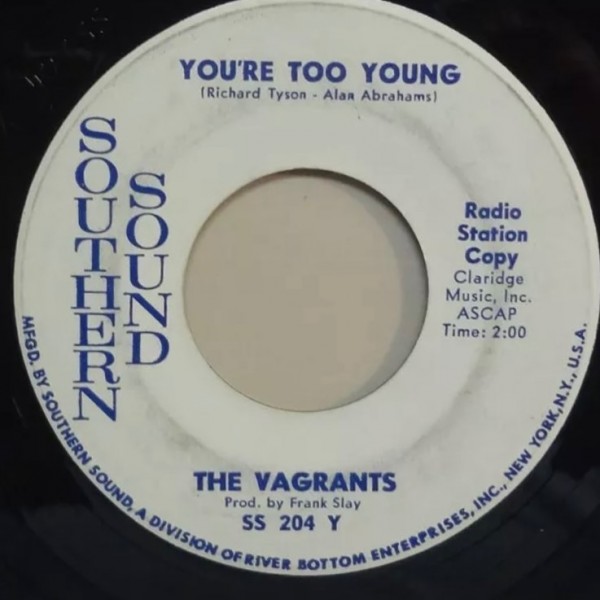 YOU'RE TOO YOUNG
(Richard Tyson - Alan Abrahams)
SOUTHERN
SOUND
Radio
Station
Copy
Claridge
Music, Inc.
ASCAP
Time: 2:00
THE VAGRANTS
Prod. by Frank Slay
SS 204 Y
MFGD. BY SOUTHERN SOUND, A DIVISION OF RIVER BOTTOM ENTERPRISES, INC., NEW YORK, N.Y., U.S.A.